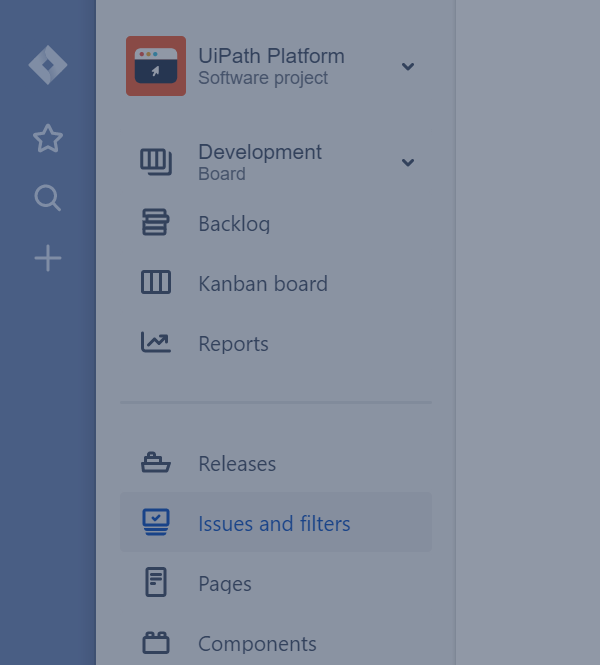 UiPath Platform
Software project
Development
Board
Backlog
Kanban board
Reports
Releases
Issues and filters
Pages
Components